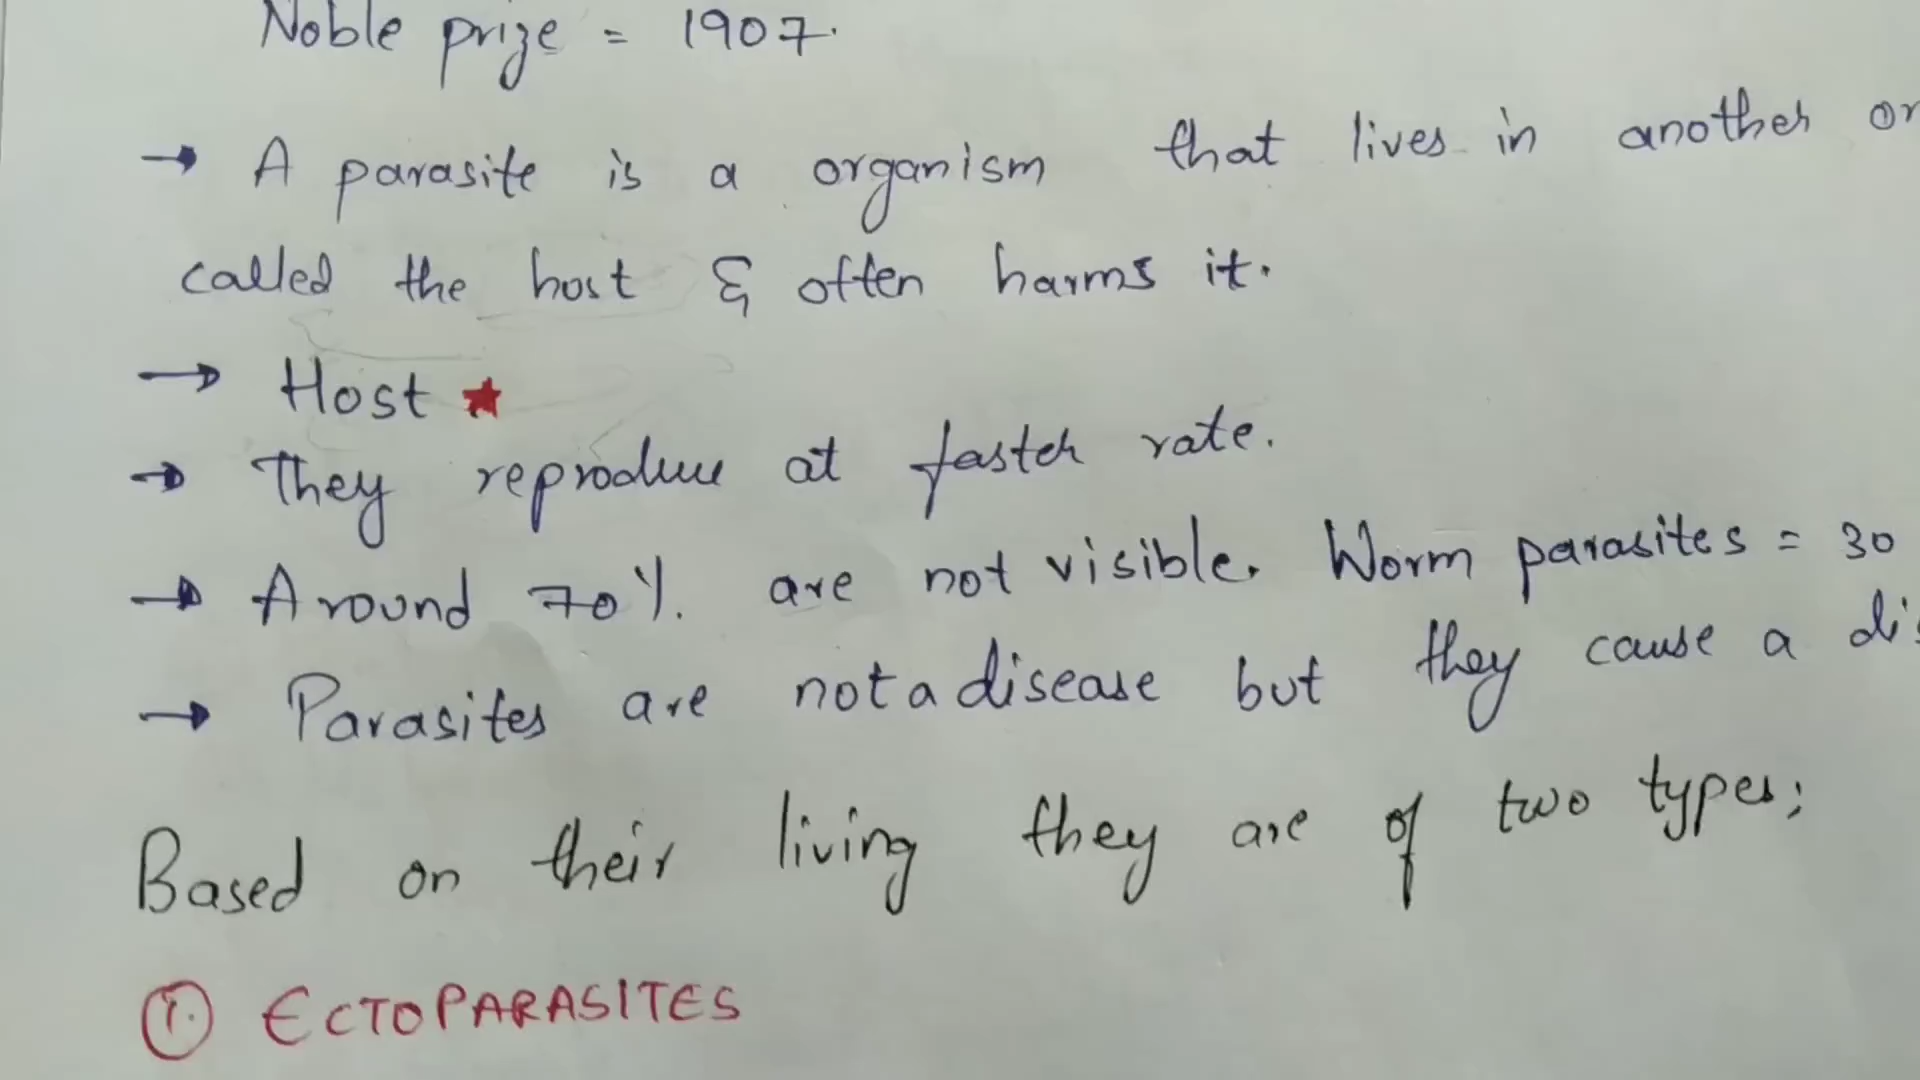 Noble prize = 1907.
→ A parasite is a organism that lives in another or
called the host & often harms it.
→ Host ★
→ They reproduce at faster rate.
→ Around 70%. are not visible. Worm parasites = 30
→ Parasites are not a disease but they cause a dis
Based on their living they are of two types;
① ECTOPARASITES